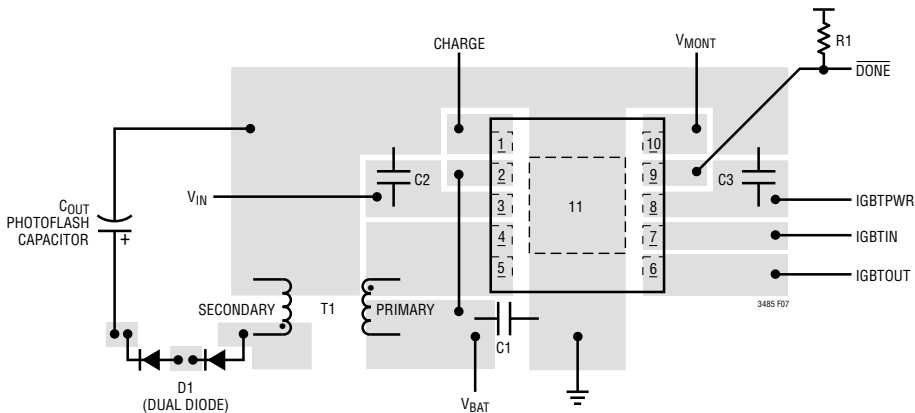 CHARGE
VMONT
R1
DONE
1
10
2
9
C2
C3
VIN
COUT
PHOTOFLASH
CAPACITOR
+
3
11
8
IGBTPWR
4
7
IGBTIN
5
6
IGBTOUT
SECONDARY
T1
PRIMARY
3485 F07
C1
D1
(DUAL DIODE)
VBAT